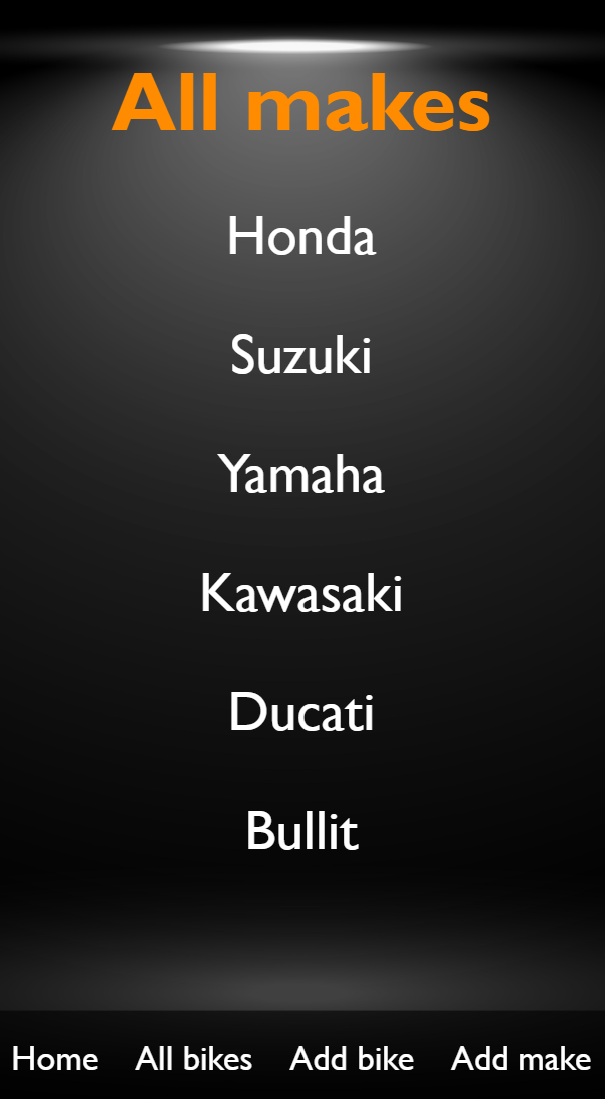 All makes
Honda
Suzuki
Yamaha
Kawasaki
Ducati
Bullit
Home All bikes Add bike Add make